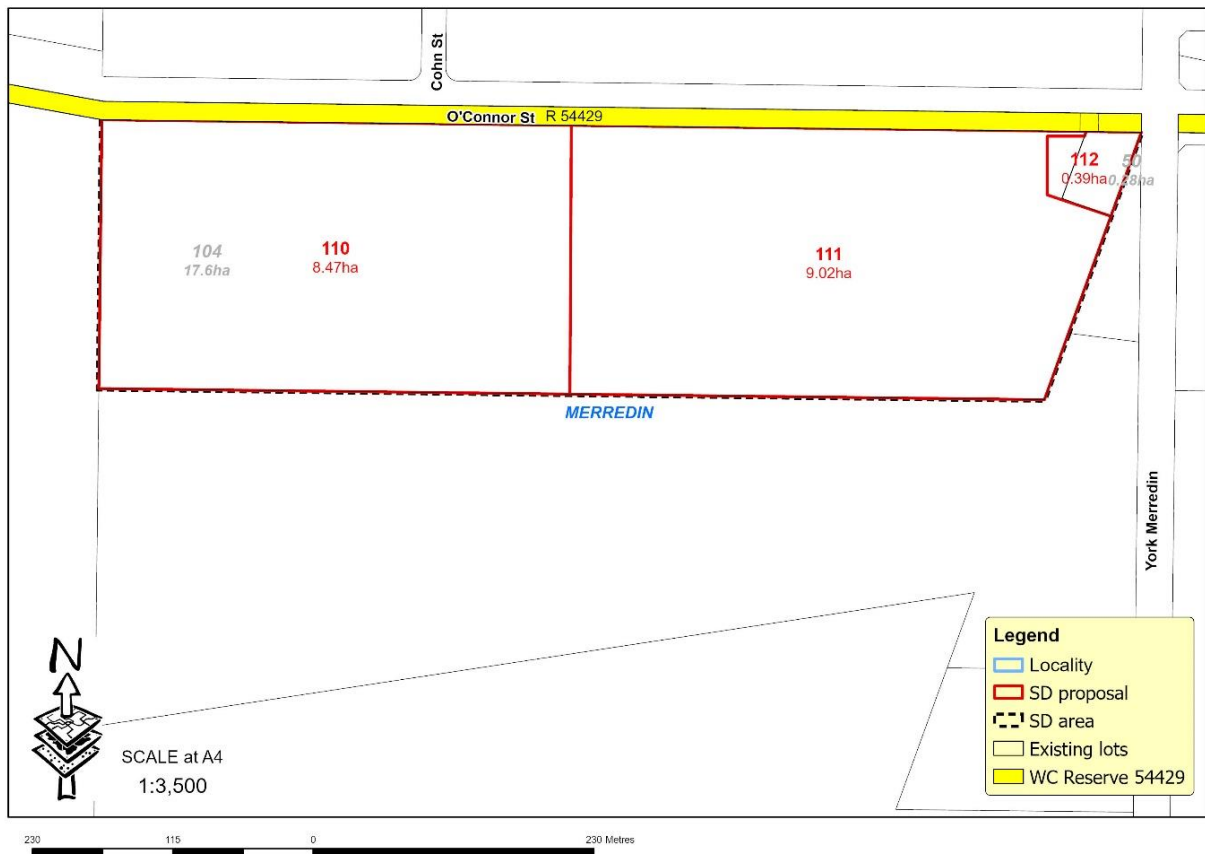 Cohn St
O'Connor St R 54429
112
0.39ha
50
0.28ha
104
17.6ha
110
8.47ha
111
9.02ha
MERREDIN
York Merredin
N
SCALE at A4
1:3,500
Legend
Locality
SD proposal
SD area
Existing lots
WC Reserve 54429
230 115 0 230 Metres